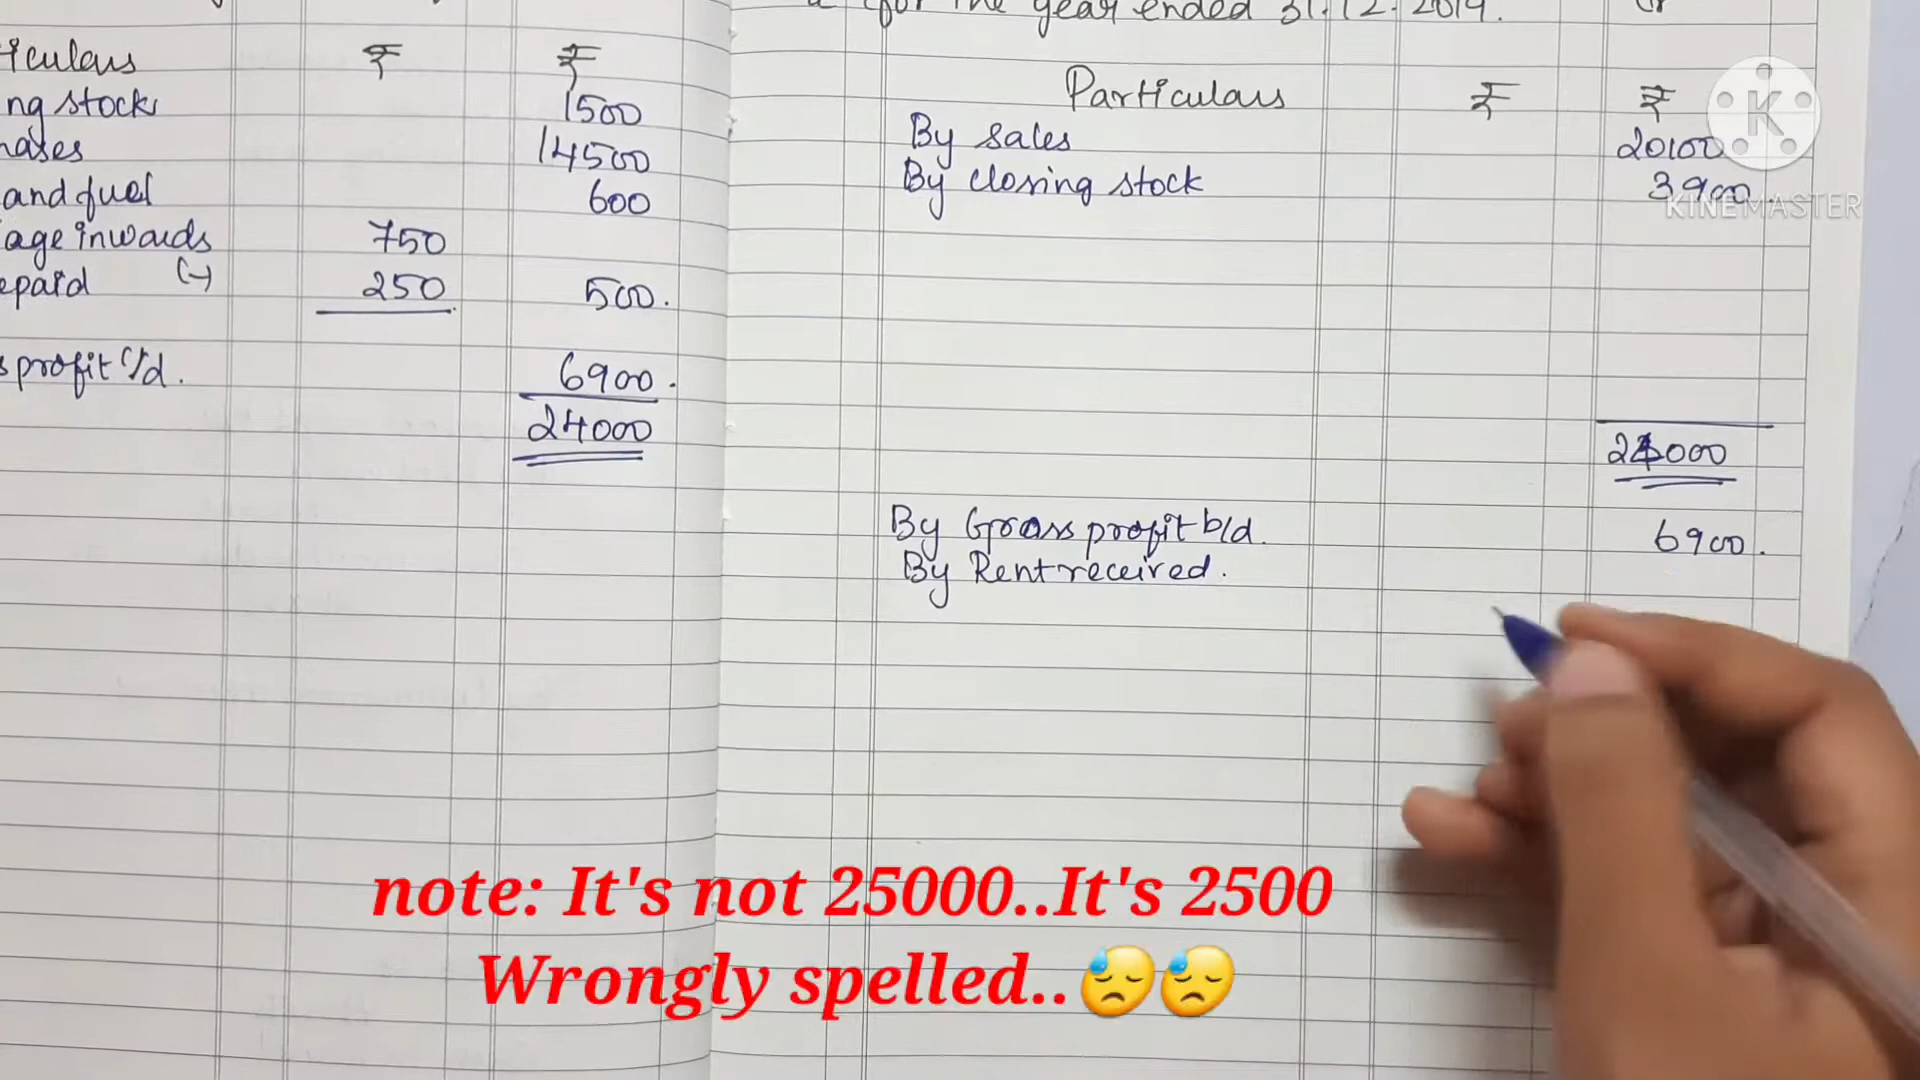 for the year ended 31.12.2019.
iculars ₹ ₹
ng stock 1500
hases 14500
and fuel 600
iage inwards 750
epaid (-) 250 500.
s profit c/d. 6900.
24000
Particulars ₹ ₹
By sales 20100
By closing stock 3900
24000
By Gross profit b/d. 6900.
By Rent received.
K
KINEMASTER
note: It's not 25000..It's 2500
Wrongly spelled..😓😓